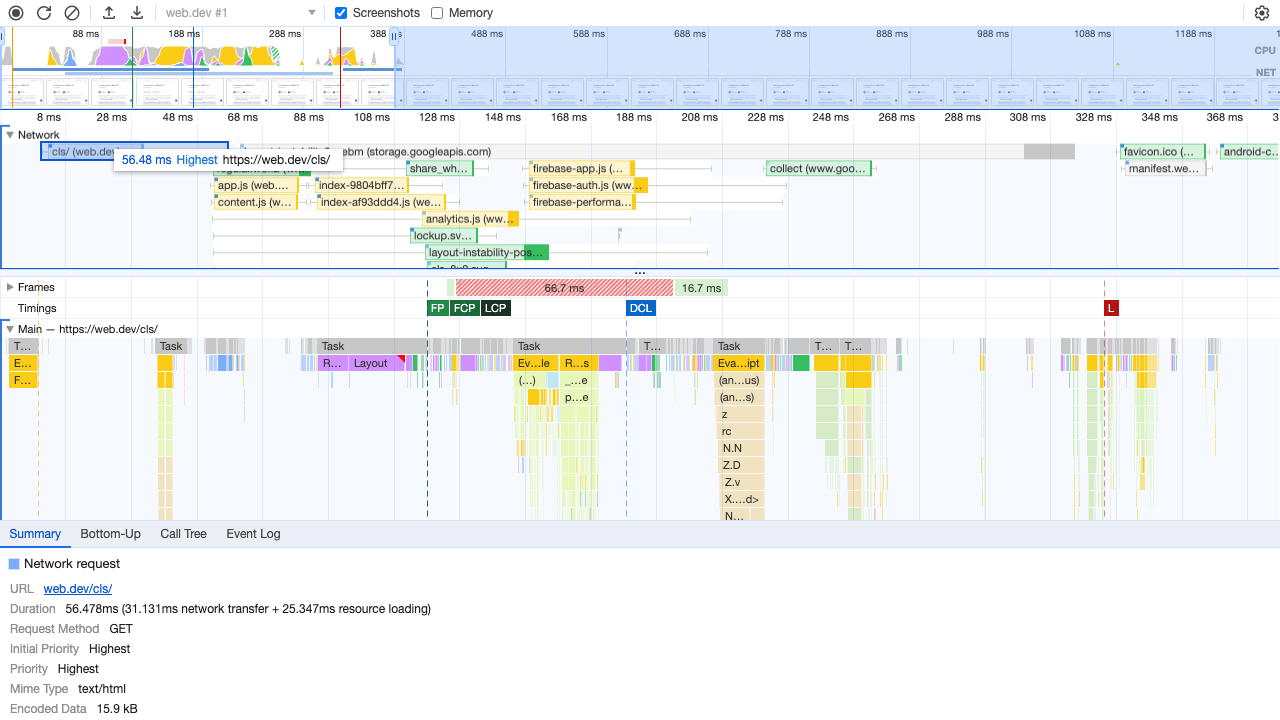 web.dev #1 Screenshots Memory
88 ms 188 ms 288 ms 388 488 ms 588 ms 688 ms 788 ms 888 ms 988 ms 1088 ms 1188 ms
CPU
NET
8 ms 28 ms 48 ms 68 ms 88 ms 108 ms 128 ms 148 ms 168 ms 188 ms 208 ms 228 ms 248 ms 268 ms 288 ms 308 ms 328 ms 348 ms 368 ms 3
Network
cls/ (web.dev
ebm (storage.googleapis.com)
favicon.ico (... android-c...
56.48 ms Highest https://web.dev/cls/
share_wh... firebase-app.js (... collect (www.goo... manifest.we...
app.js (web.... index-9804bff7... firebase-auth.js (ww...
content.js (w... index-af93ddd4.js (we... firebase-performa...
analytics.js (ww...
lockup.sv...
layout-instability-pos...
...
Frames 66.7 ms 16.7 ms
Timings FP FCP LCP DCL L
Main — https://web.dev/cls/
T... Task Task Task T... Task T... T...
E... R... Layout Ev...le R...s Eva...ipt
F... (...) _...e (an...us)
p...e (an...s)
z
rc
N.N
Z.D
Z.v
X....d>
N...
Summary Bottom-Up Call Tree Event Log
Network request
URL web.dev/cls/
Duration 56.478ms (31.131ms network transfer + 25.347ms resource loading)
Request Method GET
Initial Priority Highest
Priority Highest
Mime Type text/html
Encoded Data 15.9 kB